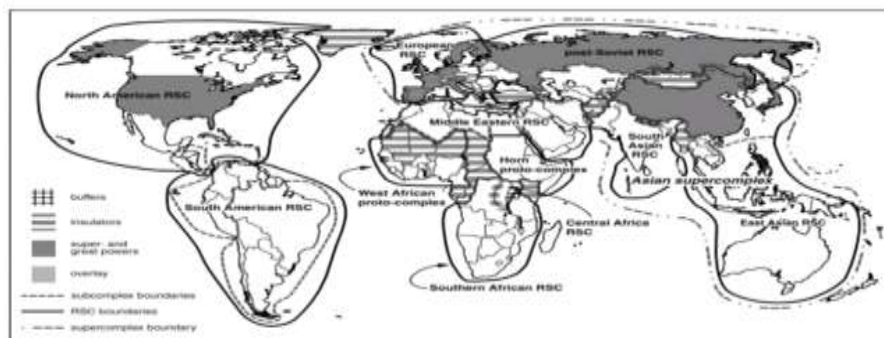 European
RSC
post-Soviet RSC
North American RSC
Middle Eastern RSC
South
Asian
RSC
Horn
proto-complex
Asian supercomplex
West African
proto-complex
South American RSC
Central Africa
RSC
East Asian RSC
Southern African RSC
buffers
insulators
super- and
great powers
overlay
subcomplex boundaries
RSC boundaries
supercomplex boundary